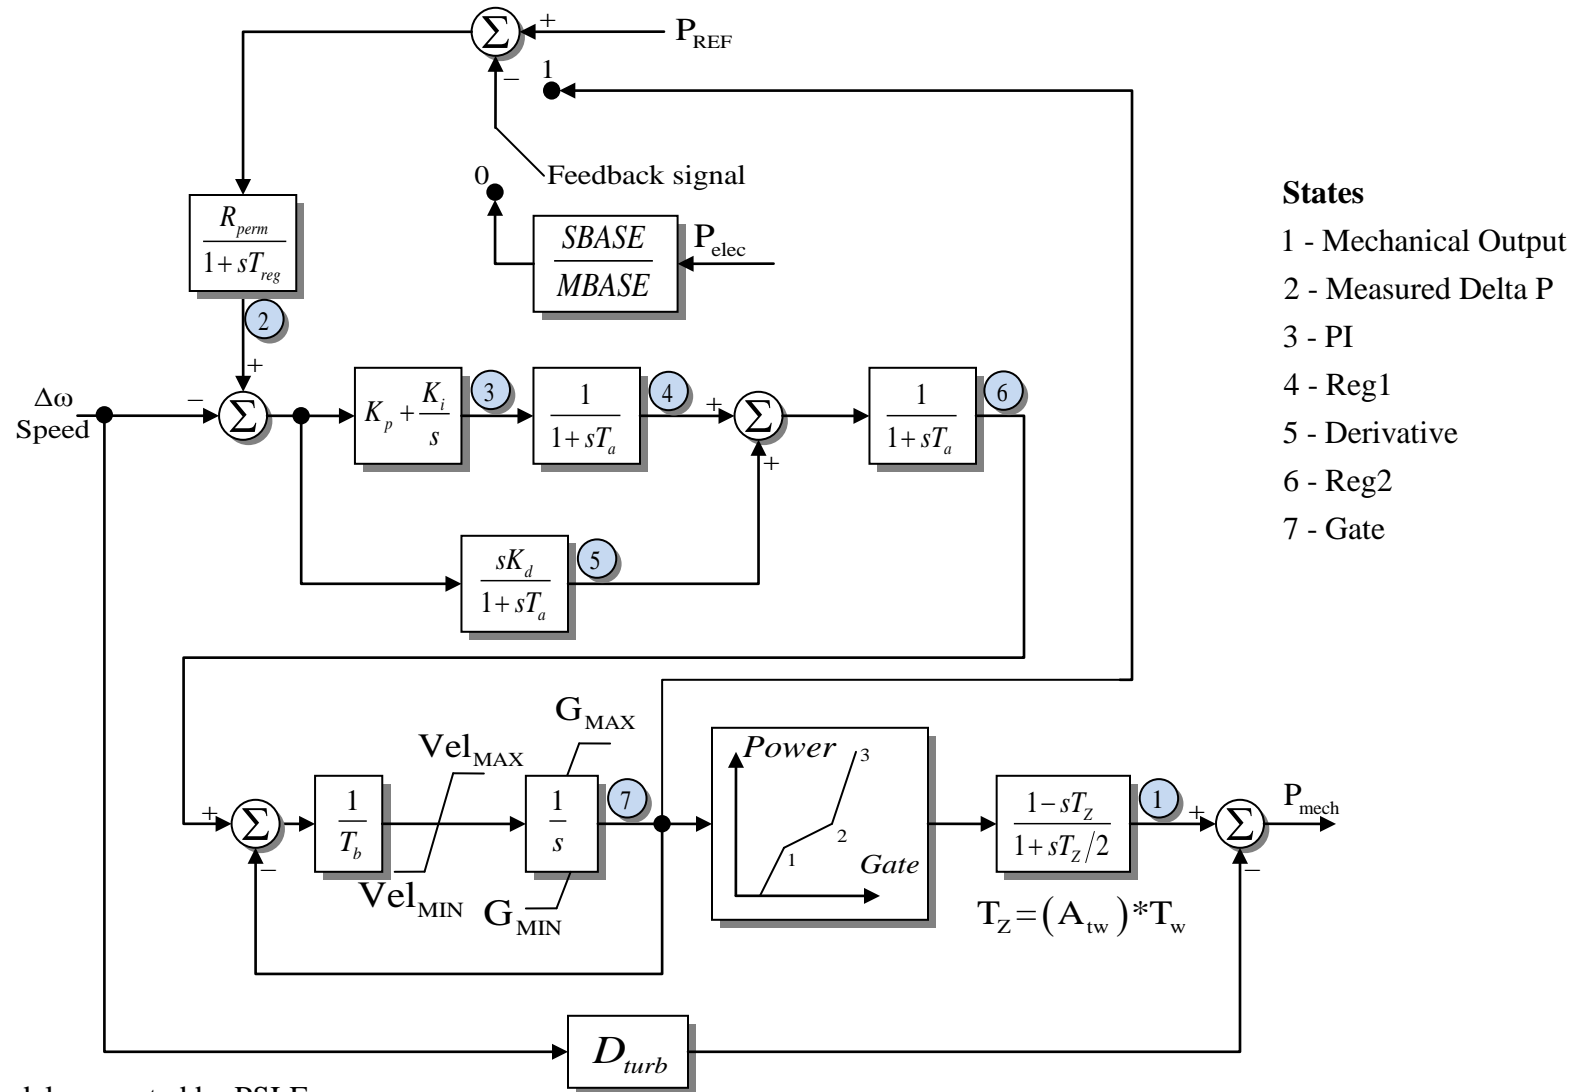 Σ
+
P_REF
−
1
Feedback signal
0
R_perm
1+sT_reg
SBASE
MBASE
P_elec
States
1 - Mechanical Output
2 - Measured Delta P
3 - PI
4 - Reg1
5 - Derivative
6 - Reg2
7 - Gate
2
+
Δω
Speed
−
Σ
K_p + K_i
s
3
1
1+sT_a
4
+
Σ
+
1
1+sT_a
6
sK_d
1+sT_a
5
G_MAX
Vel_MAX
+
Σ
−
1
T_b
Vel_MIN
1
s
G_MIN
7
Power
3
2
1
Gate
1−sT_Z
1+sT_Z/2
1
+
Σ
−
P_mech
T_Z=(A_tw)*T_w
D_turb